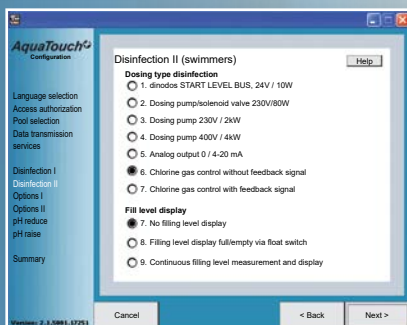 AquaTouch
Configuration
Language selection
Access authorization
Pool selection
Data transmission
services
Disinfection I
Disinfection II
Options I
Options II
pH reduce
pH raise
Summary
Version: 2.1.5001.17251
Disinfection II (swimmers)
Help
Dosing type disinfection
1. dinodos START LEVEL BUS, 24V / 10W
2. Dosing pump/solenoid valve 230V/80W
3. Dosing pump 230V / 2kW
4. Dosing pump 400V / 4kW
5. Analog output 0 / 4-20 mA
6. Chlorine gas control without feedback signal
7. Chlorine gas control with feedback signal
Fill level display
7. No filling level display
8. Filling level display full/empty via float switch
9. Continuous filling level measurement and display
Cancel
< Back
Next >